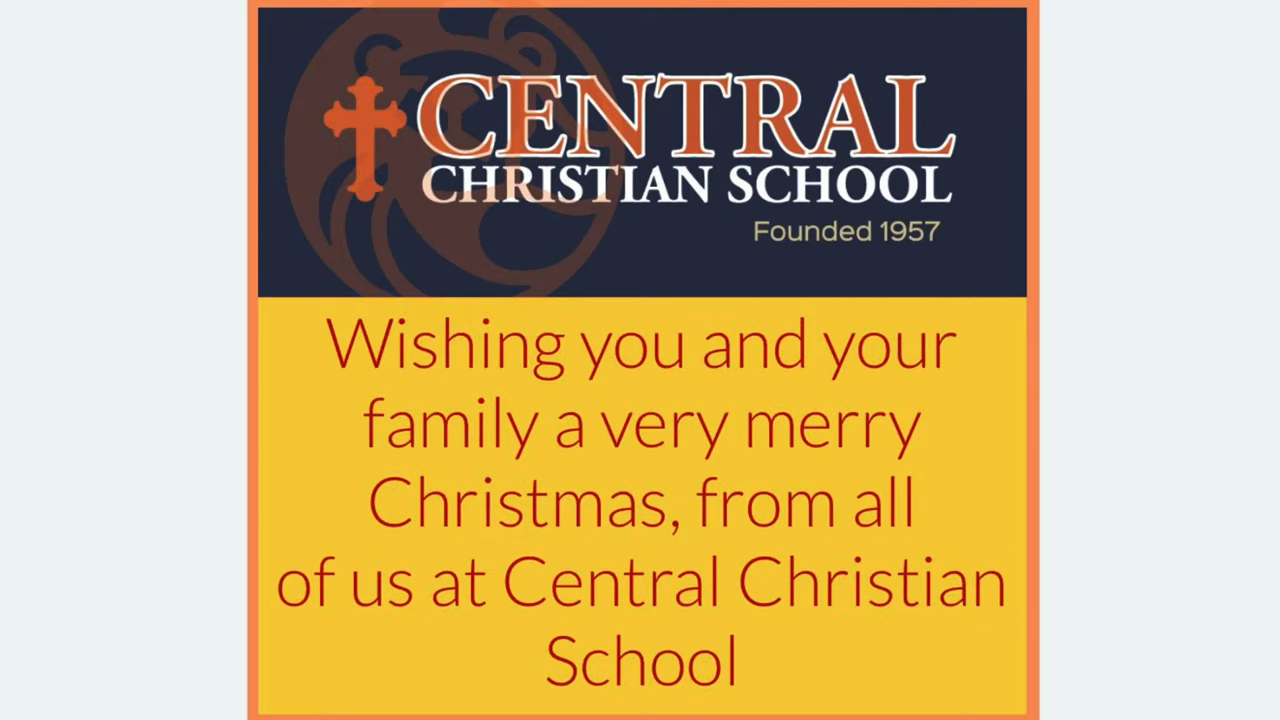 CENTRAL
CHRISTIAN SCHOOL
Founded 1957
Wishing you and your
family a very merry
Christmas, from all
of us at Central Christian
School